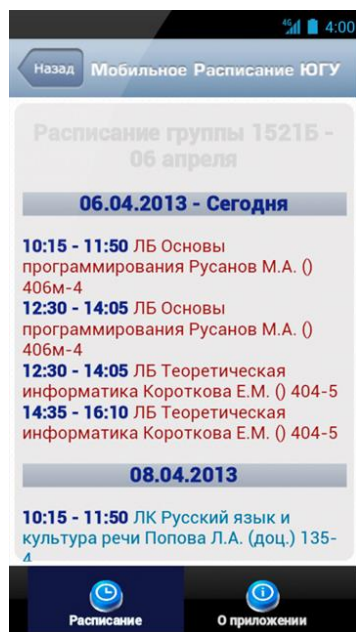 4G 4:00
Назад Мобильное Расписание ЮГУ
Расписание группы 1521Б -
06 апреля
06.04.2013 - Сегодня
10:15 - 11:50 ЛБ Основы
программирования Русанов М.А. ()
406м-4
12:30 - 14:05 ЛБ Основы
программирования Русанов М.А. ()
406м-4
12:30 - 14:05 ЛБ Теоретическая
информатика Короткова Е.М. () 404-5
14:35 - 16:10 ЛБ Теоретическая
информатика Короткова Е.М. () 404-5
08.04.2013
10:15 - 11:50 ЛК Русский язык и
культура речи Попова Л.А. (доц.) 135-
4
Расписание О приложении